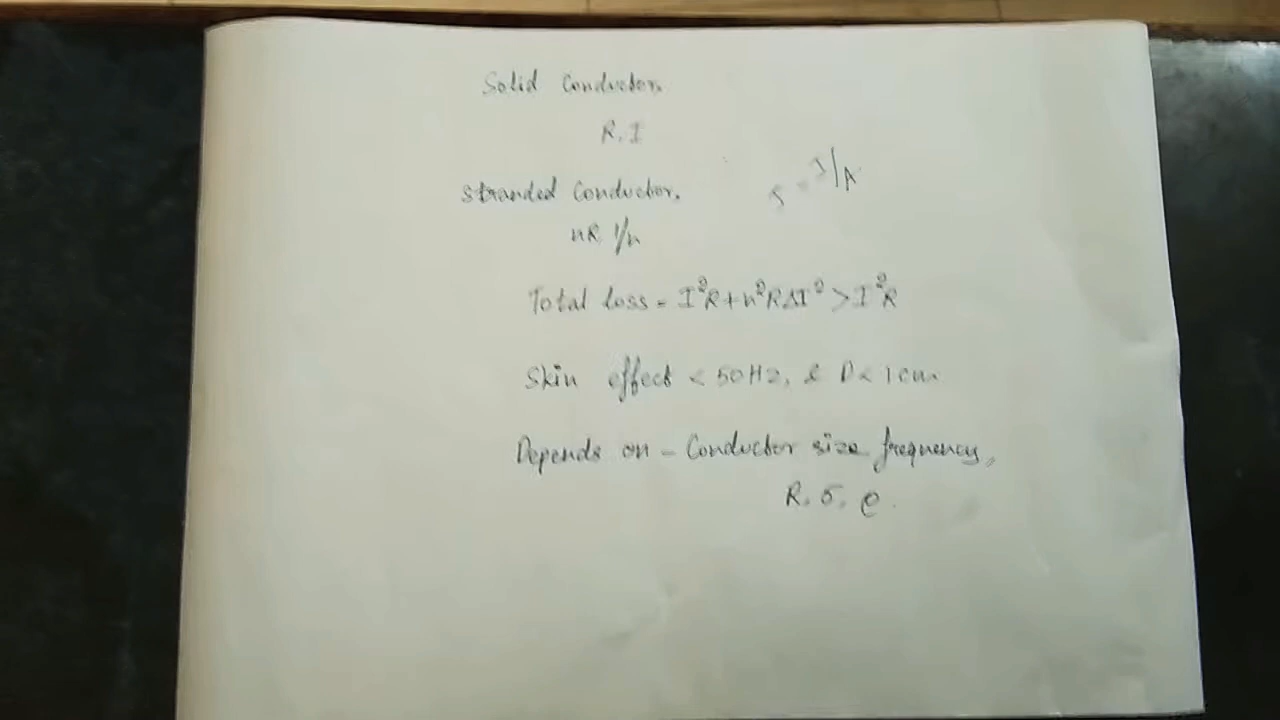 Solid Conductor.
R. I
Stranded Conductor.
nR I/n
Total loss = I²R + n²RΔI² > I²R
Skin effect < 50Hz, & D < 1cm.
Depends on - Conductor size frequency,
R. σ. ρ.